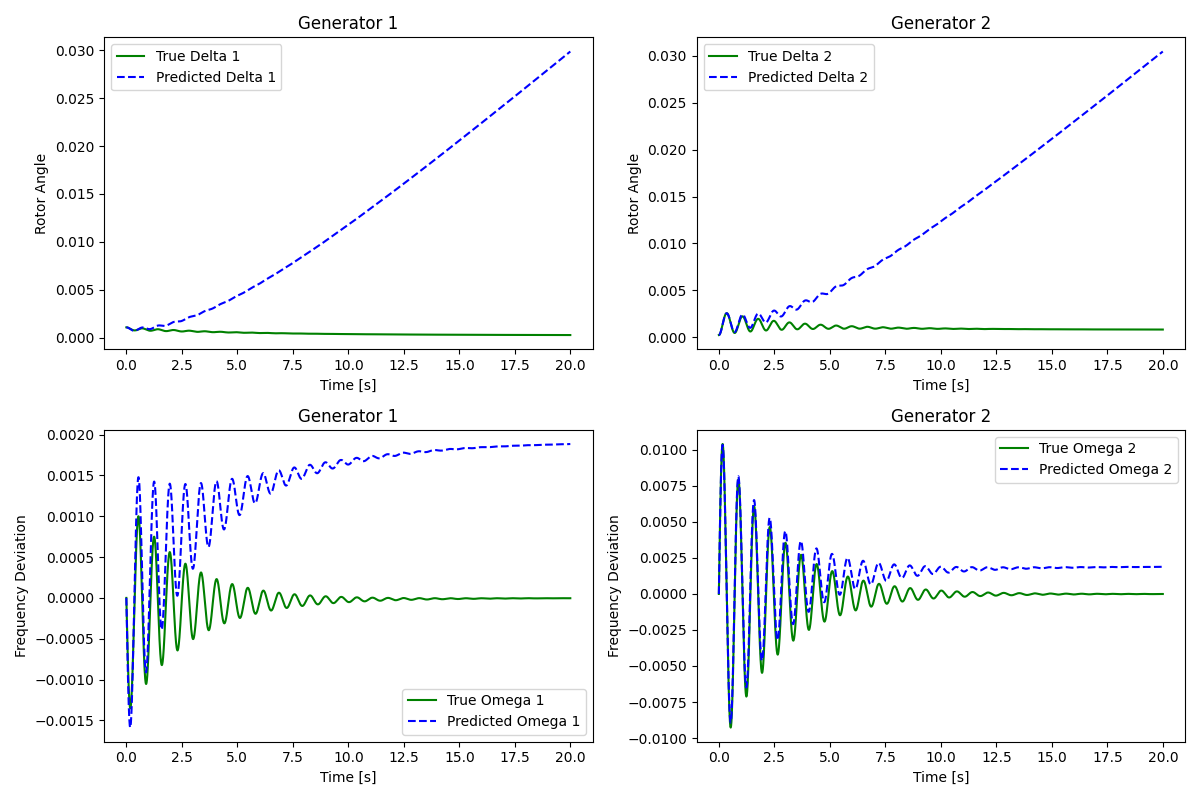 Generator 1
True Delta 1
Predicted Delta 1
0.030
0.025
0.020
0.015
0.010
0.005
0.000
Rotor Angle
0.0 2.5 5.0 7.5 10.0 12.5 15.0 17.5 20.0
Time [s]
Generator 2
True Delta 2
Predicted Delta 2
0.030
0.025
0.020
0.015
0.010
0.005
0.000
Rotor Angle
0.0 2.5 5.0 7.5 10.0 12.5 15.0 17.5 20.0
Time [s]
Generator 1
0.0020
0.0015
0.0010
0.0005
0.0000
−0.0005
−0.0010
−0.0015
Frequency Deviation
True Omega 1
Predicted Omega 1
0.0 2.5 5.0 7.5 10.0 12.5 15.0 17.5 20.0
Time [s]
Generator 2
True Omega 2
Predicted Omega 2
0.0100
0.0075
0.0050
0.0025
0.0000
−0.0025
−0.0050
−0.0075
−0.0100
Frequency Deviation
0.0 2.5 5.0 7.5 10.0 12.5 15.0 17.5 20.0
Time [s]